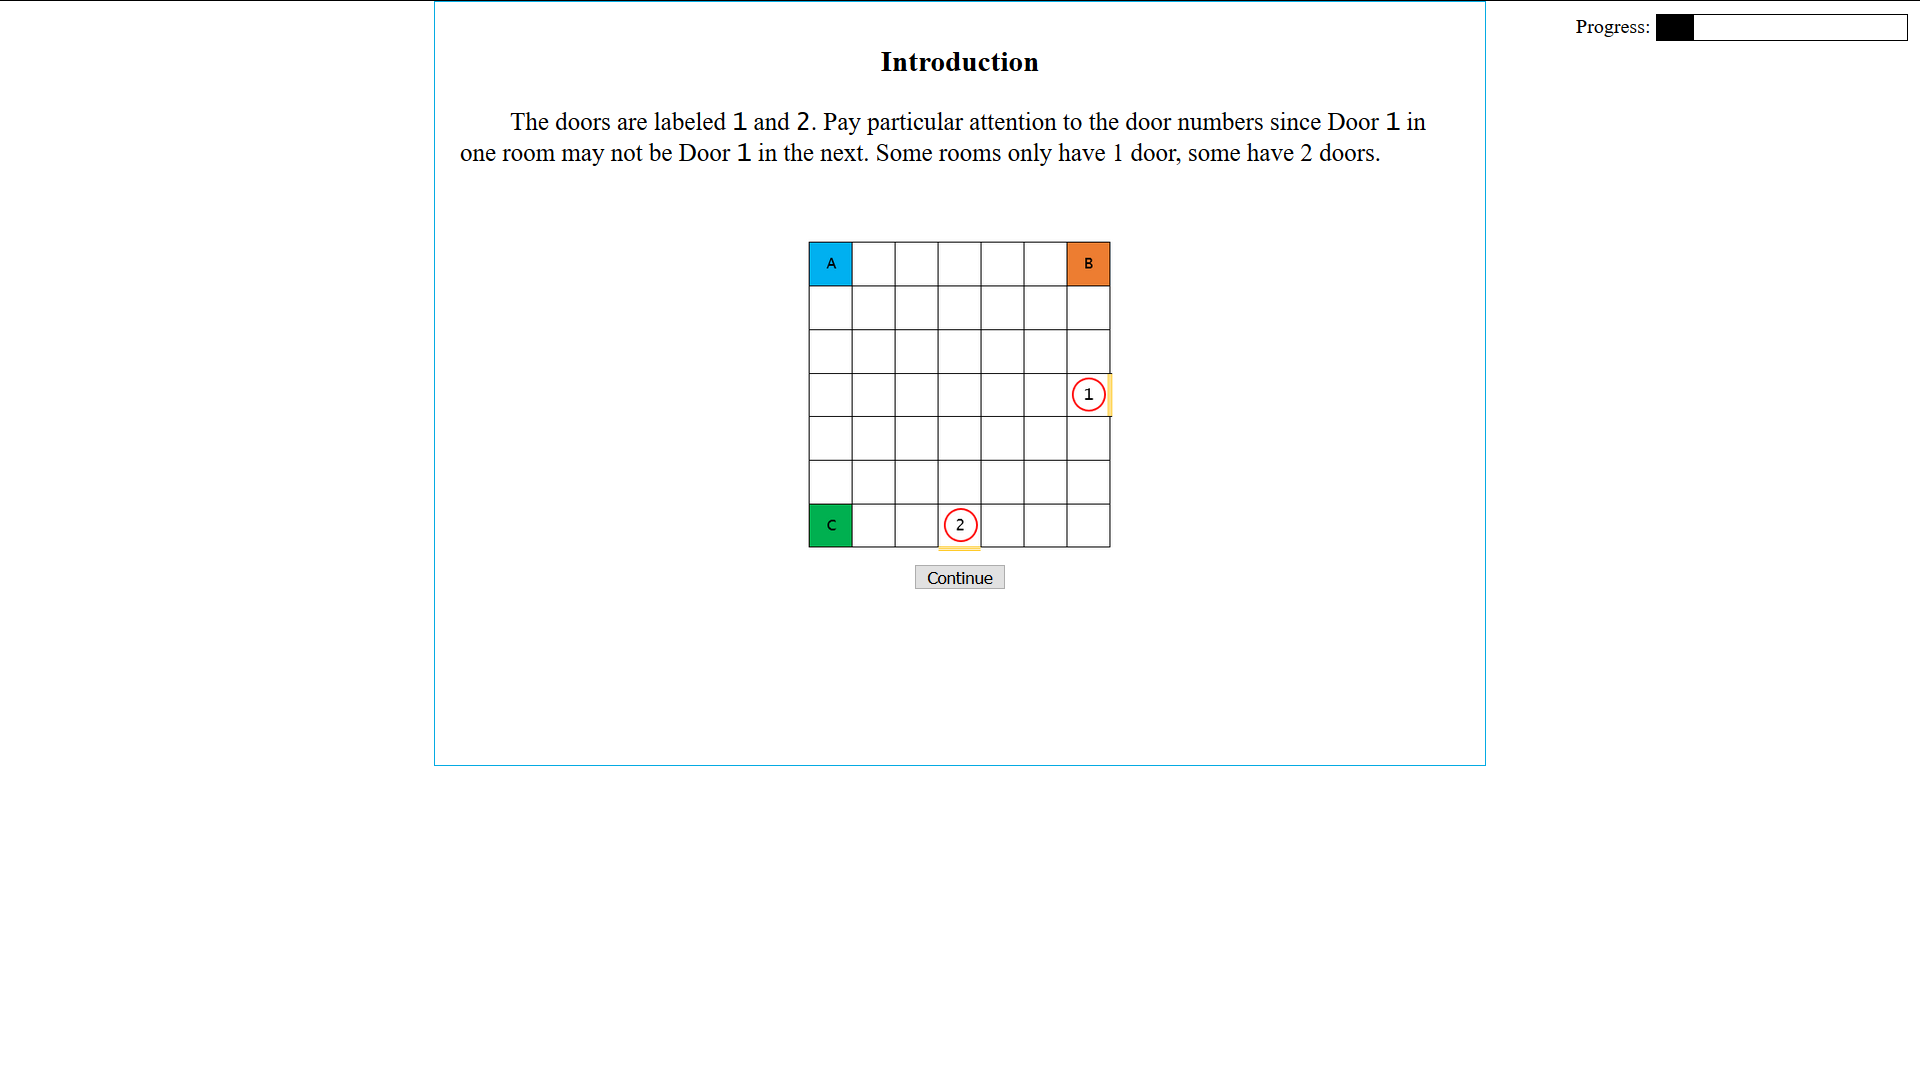 Progress:
Introduction
The doors are labeled 1 and 2. Pay particular attention to the door numbers since Door 1 in
one room may not be Door 1 in the next. Some rooms only have 1 door, some have 2 doors.
A B
1
C 2
Continue